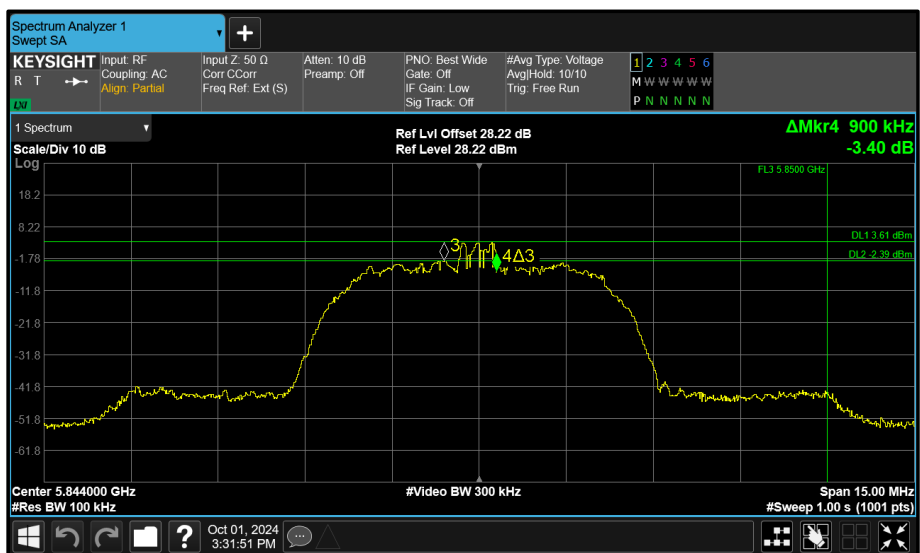 Spectrum Analyzer 1
Swept SA
+
KEYSIGHT
R T
LXI
Input: RF
Coupling: AC
Align: Partial
Input Z: 50 Ω
Corr CCorr
Freq Ref: Ext (S)
Atten: 10 dB
Preamp: Off
PNO: Best Wide
Gate: Off
IF Gain: Low
Sig Track: Off
#Avg Type: Voltage
Avg|Hold: 10/10
Trig: Free Run
1 2 3 4 5 6
M W W W W W
P N N N N N
1 Spectrum
Scale/Div 10 dB
Ref Lvl Offset 28.22 dB
Ref Level 28.22 dBm
ΔMkr4 900 kHz
-3.40 dB
Log
FL3 5.8500 GHz
18.2
8.22
DL1 3.61 dBm
3
4Δ3
DL2 -2.39 dBm
-1.78
-11.8
-21.8
-31.8
-41.8
-51.8
-61.8
Center 5.844000 GHz
#Video BW 300 kHz
Span 15.00 MHz
#Res BW 100 kHz
#Sweep 1.00 s (1001 pts)
?
Oct 01, 2024
3:31:51 PM